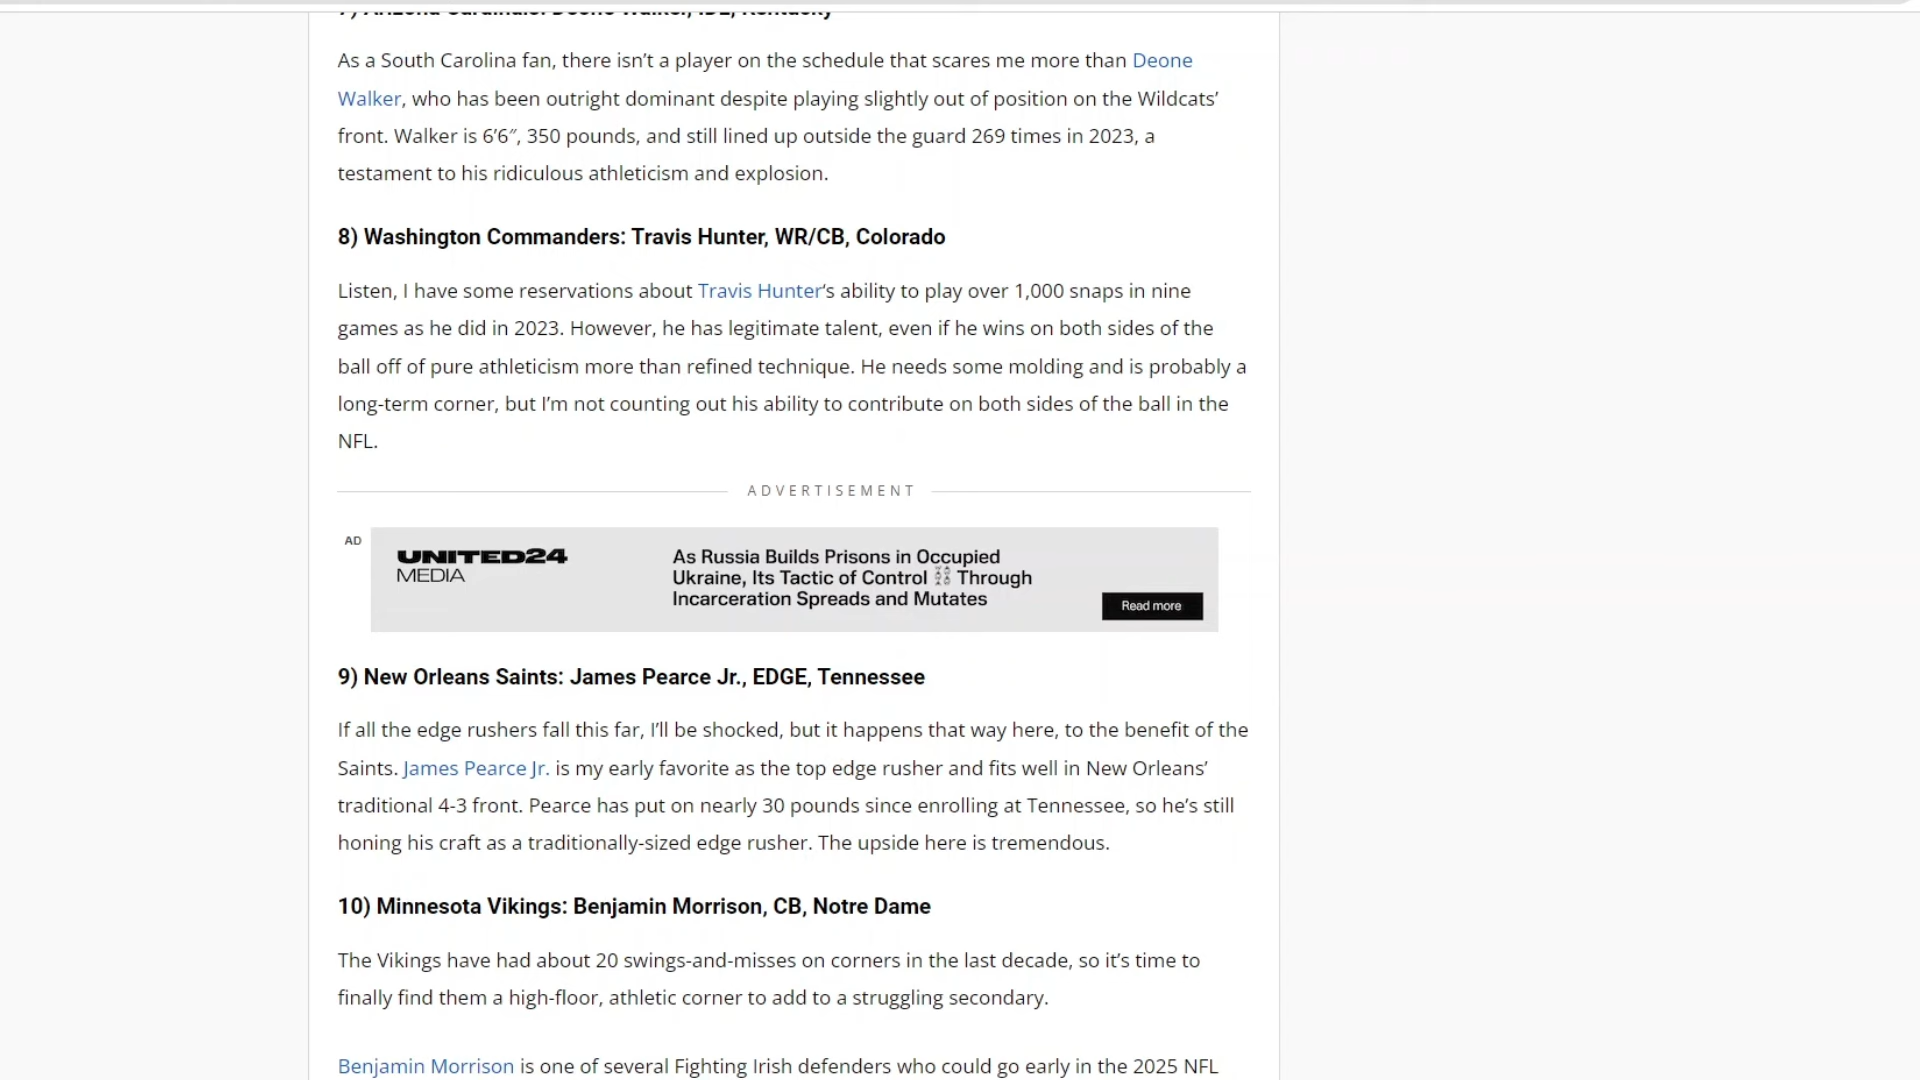 7) Arizona Cardinals: Deone Walker, IDL, Kentucky
As a South Carolina fan, there isn’t a player on the schedule that scares me more than Deone
Walker, who has been outright dominant despite playing slightly out of position on the Wildcats’
front. Walker is 6’6″, 350 pounds, and still lined up outside the guard 269 times in 2023, a
testament to his ridiculous athleticism and explosion.
8) Washington Commanders: Travis Hunter, WR/CB, Colorado
Listen, I have some reservations about Travis Hunter‘s ability to play over 1,000 snaps in nine
games as he did in 2023. However, he has legitimate talent, even if he wins on both sides of the
ball off of pure athleticism more than refined technique. He needs some molding and is probably a
long-term corner, but I’m not counting out his ability to contribute on both sides of the ball in the
NFL.
ADVERTISEMENT
AD
UNITED24
MEDIA
As Russia Builds Prisons in Occupied
Ukraine, Its Tactic of Control ⛓⛓ Through
Incarceration Spreads and Mutates
Read more
9) New Orleans Saints: James Pearce Jr., EDGE, Tennessee
If all the edge rushers fall this far, I’ll be shocked, but it happens that way here, to the benefit of the
Saints. James Pearce Jr. is my early favorite as the top edge rusher and fits well in New Orleans’
traditional 4-3 front. Pearce has put on nearly 30 pounds since enrolling at Tennessee, so he’s still
honing his craft as a traditionally-sized edge rusher. The upside here is tremendous.
10) Minnesota Vikings: Benjamin Morrison, CB, Notre Dame
The Vikings have had about 20 swings-and-misses on corners in the last decade, so it’s time to
finally find them a high-floor, athletic corner to add to a struggling secondary.
Benjamin Morrison is one of several Fighting Irish defenders who could go early in the 2025 NFL